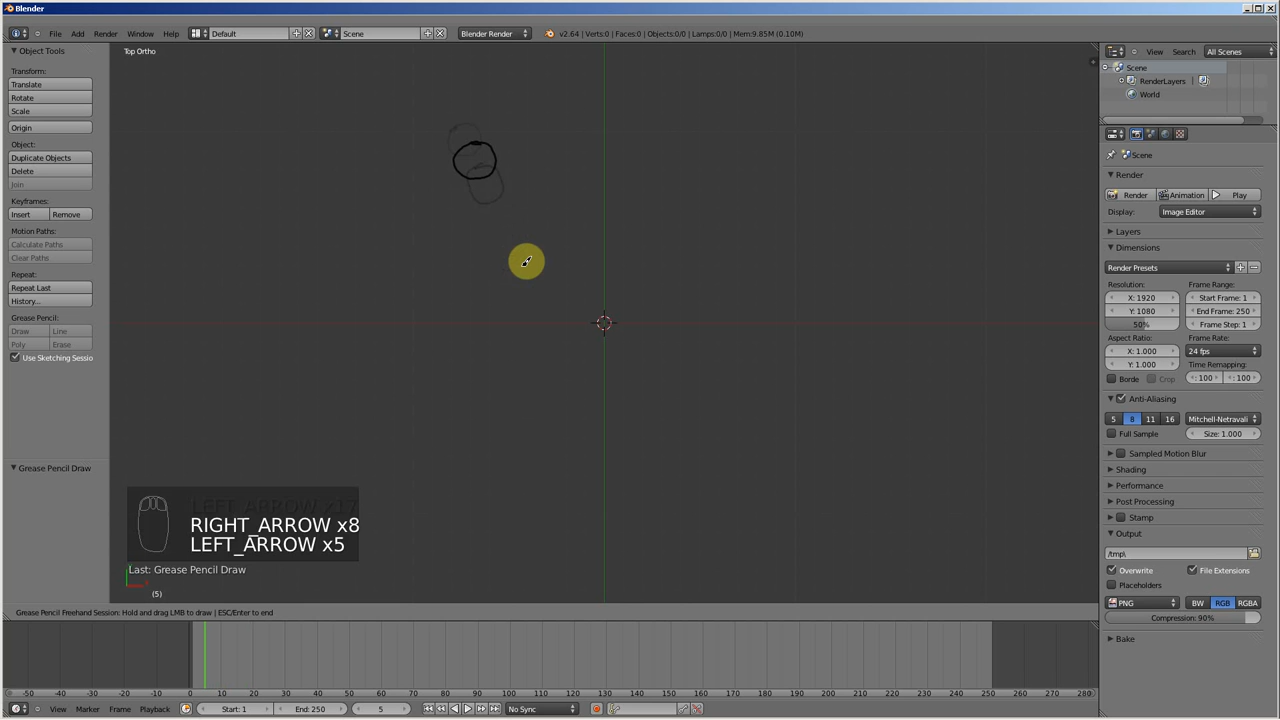 Blender
File Add Render Window Help Default Scene Blender Render v2.64 | Verts:0 | Faces:0 | Objects:0/0 | Lamps:0/0 | Mem:9.85M (0.10M)
Object Tools
Top Ortho
View Search All Scenes
Scene
RenderLayers
World
Transform:
Translate
Rotate
Scale
Origin
Object:
Duplicate Objects
Delete
Join
Keyframes:
Insert Remove
Motion Paths:
Calculate Paths
Clear Paths
Repeat:
Repeat Last
History...
Grease Pencil:
Draw Line
Poly Erase
Use Sketching Sessio
Grease Pencil Draw
LEFT_ARROW x17
RIGHT_ARROW x8
LEFT_ARROW x5
Last: Grease Pencil Draw
(5)
Grease Pencil Freehand Session: Hold and drag LMB to draw | ESC/Enter to end
Scene
Render
Render Animation Play
Display: Image Editor
Layers
Dimensions
Render Presets
Resolution: Frame Range:
X: 1920 Start Frame: 1
Y: 1080 End Frame: 250
50% Frame Step: 1
Aspect Ratio: Frame Rate:
X: 1.000 24 fps
Y: 1.000 Time Remapping:
Borde Crop : 100 : 100
Anti-Aliasing
5 8 11 16 Mitchell-Netravali
Full Sample Size: 1.000
Sampled Motion Blur
Shading
Performance
Post Processing
Stamp
Output
/tmp\
Overwrite File Extensions
Placeholders
PNG BW RGB RGBA
Compression: 90%
Bake
-50 -40 -30 -20 -10 0 10 20 30 40 50 60 70 80 90 100 110 120 130 140 150 160 170 180 190 200 210 220 230 240 250 260 270 280
View Marker Frame Playback Start: 1 End: 250 5 No Sync